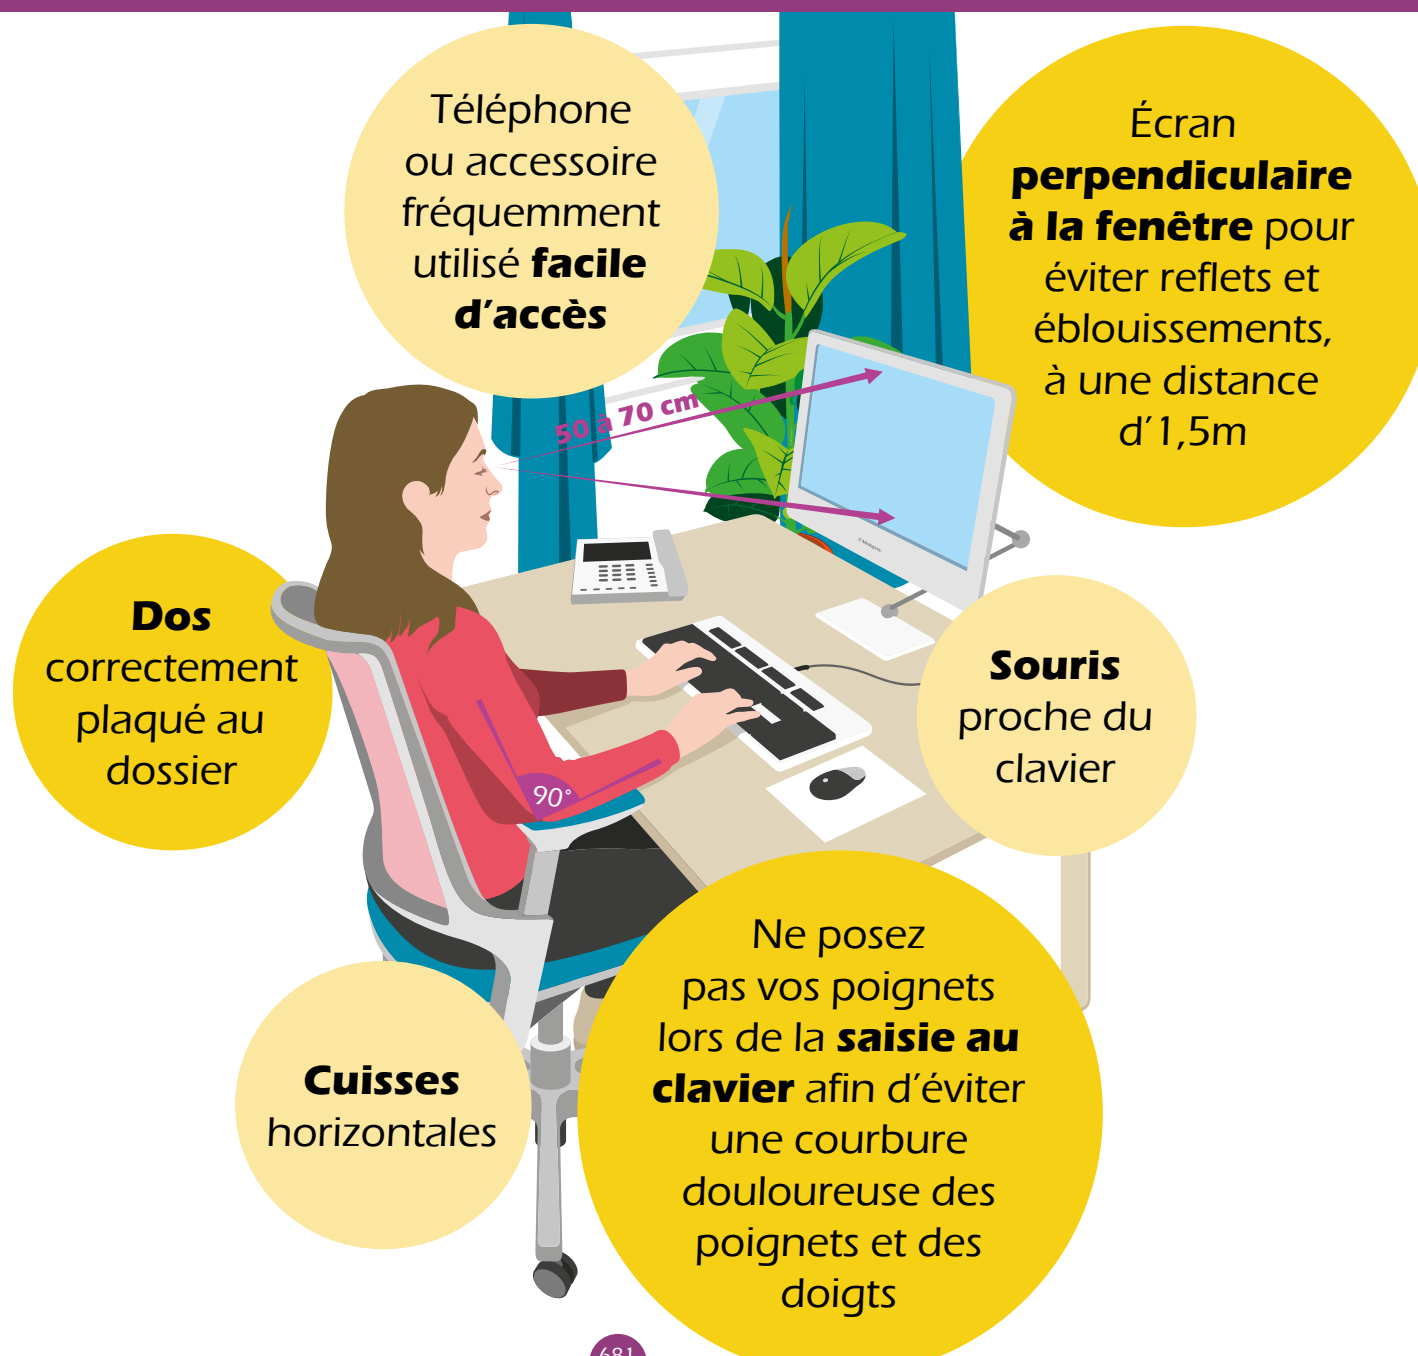 Téléphone
ou accessoire
fréquemment
utilisé facile
d'accès
Écran
perpendiculaire
à la fenêtre pour
éviter reflets et
éblouissements,
à une distance
d'1,5m
50 à 70 cm
Dos
correctement
plaqué au
dossier
Souris
proche du
clavier
90°
Ne posez
pas vos poignets
lors de la saisie au
clavier afin d'éviter
une courbure
douloureuse des
poignets et des
doigts
Cuisses
horizontales
681